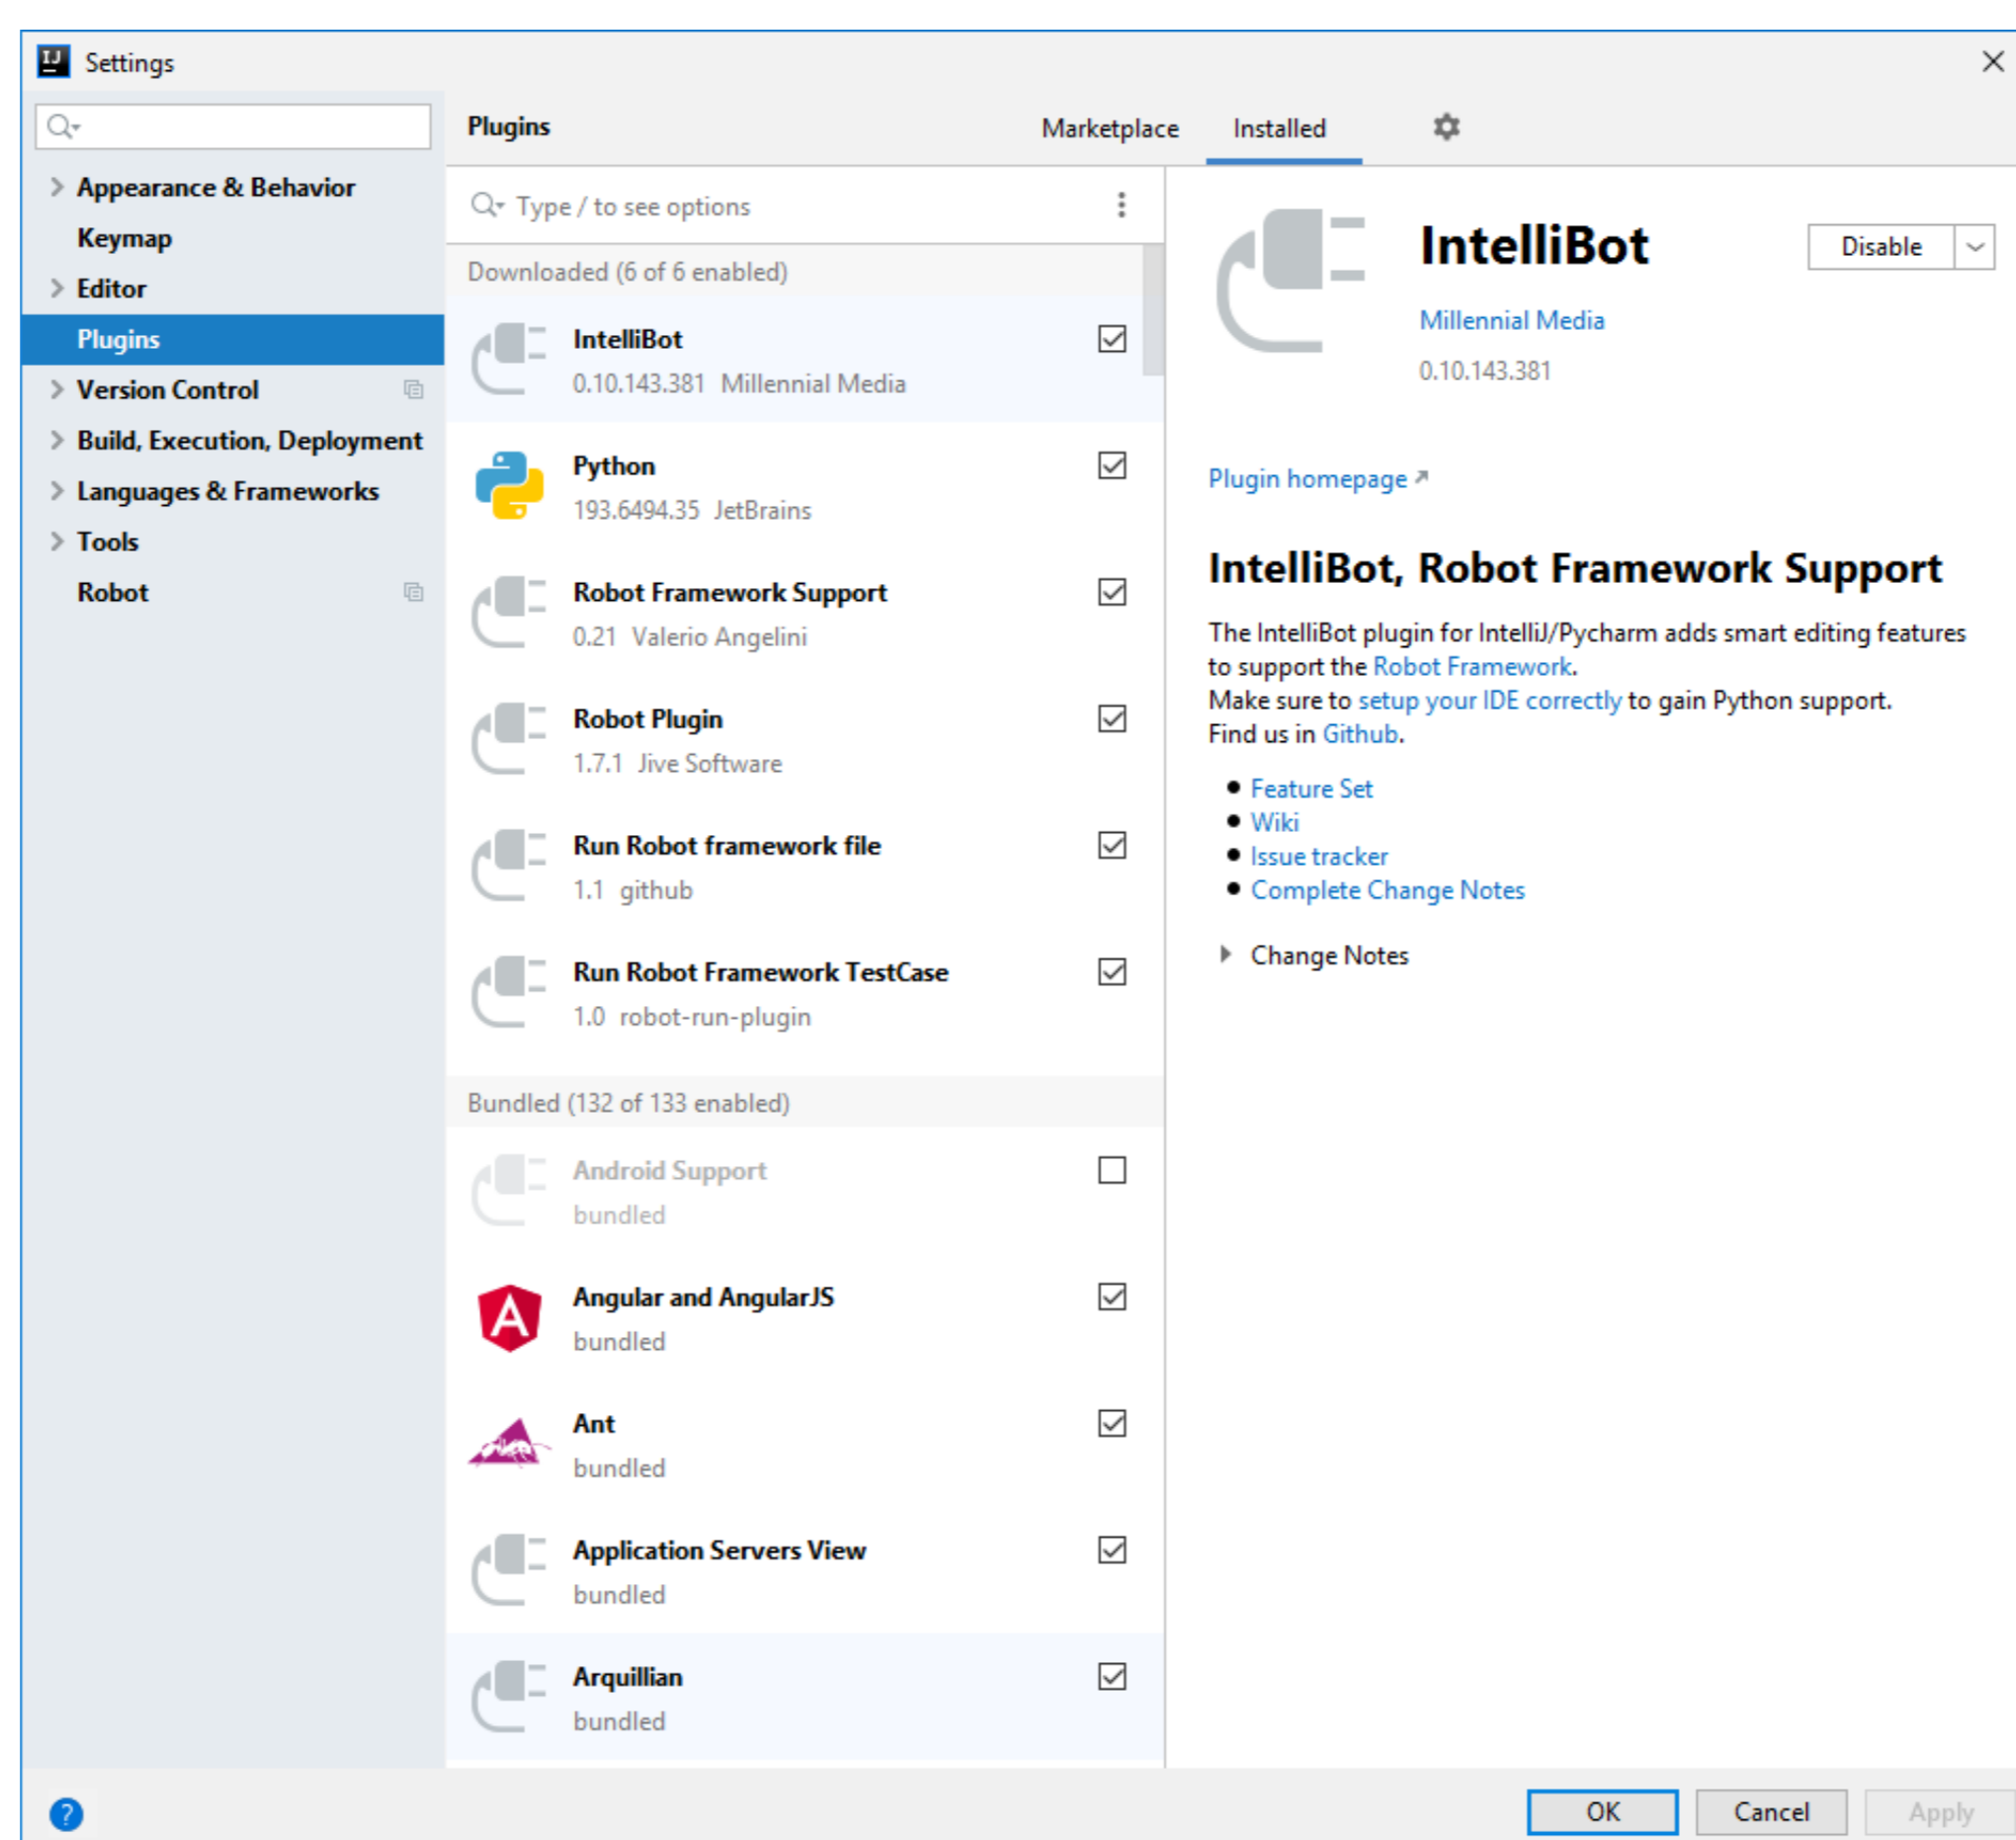 IJ Settings
Plugins
Marketplace
Installed
Appearance & Behavior
Keymap
Editor
Plugins
Version Control
Build, Execution, Deployment
Languages & Frameworks
Tools
Robot
Type / to see options
Downloaded (6 of 6 enabled)
IntelliBot
0.10.143.381 Millennial Media
Python
193.6494.35 JetBrains
Robot Framework Support
0.21 Valerio Angelini
Robot Plugin
1.7.1 Jive Software
Run Robot framework file
1.1 github
Run Robot Framework TestCase
1.0 robot-run-plugin
Bundled (132 of 133 enabled)
Android Support
bundled
Angular and AngularJS
bundled
Ant
bundled
Application Servers View
bundled
Arquillian
bundled
IntelliBot
Disable
Millennial Media
0.10.143.381
Plugin homepage
IntelliBot, Robot Framework Support
The IntelliBot plugin for IntelliJ/Pycharm adds smart editing features
to support the Robot Framework.
Make sure to setup your IDE correctly to gain Python support.
Find us in Github.
Feature Set
Wiki
Issue tracker
Complete Change Notes
Change Notes
?
OK
Cancel
Apply